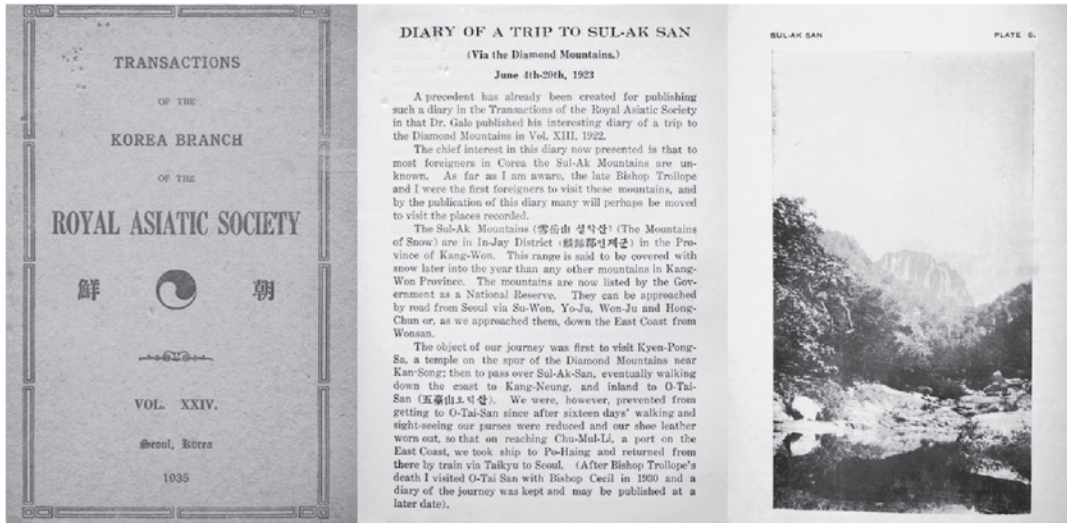 TRANSACTIONS
OF THE
KOREA BRANCH
OF THE
ROYAL ASIATIC SOCIETY
鮮 朝
VOL. XXIV.
Seoul, Korea
1935
DIARY OF A TRIP TO SUL-AK SAN
(Via the Diamond Mountains.)
June 4th-20th, 1923
A precedent has already been created for publishing
such a diary in the Transactions of the Royal Asiatic Society
in that Dr. Gale published his interesting diary of a trip to
the Diamond Mountains in Vol. XIII, 1922.
The chief interest in this diary now presented is that to
most foreigners in Corea the Sul-Ak Mountains are un-
known. As far as I am aware, the late Bishop Trollope
and I were the first foreigners to visit these mountains, and
by the publication of this diary many will perhaps be moved
to visit the places recorded.
The Sul-Ak Mountains (雪岳山 셜악산) (The Mountains
of Snow) are in In-Jay District (麟蹄郡인제군) in the Pro-
vince of Kang-Won. This range is said to be covered with
snow later into the year than any other mountains in Kang-
Won Province. The mountains are now listed by the Gov-
ernment as a National Reserve. They can be approached
by road from Seoul via Su-Won, Yo-Ju, Won-Ju and Hong-
Chun or, as we approached them, down the East Coast from
Wonsan.
The object of our journey was first to visit Kyen-Pong-
Sa, a temple on the spur of the Diamond Mountains near
Kan-Song; then to pass over Sul-Ak-San, eventually walking
down the coast to Kang-Neung, and inland to O-Tai-
San (五臺山오대산). We were, however, prevented from
getting to O-Tai-San since after sixteen days' walking and
sight-seeing our purses were reduced and our shoe leather
worn out, so that on reaching Chu-Mul-Li, a port on the
East Coast, we took ship to Po-Haing and returned from
there by train via Taikyu to Seoul. (After Bishop Trollope's
death I visited O-Tai San with Bishop Cecil in 1930 and a
diary of the journey was kept and may be published at a
later date).
SUL-AK SAN PLATE 6.